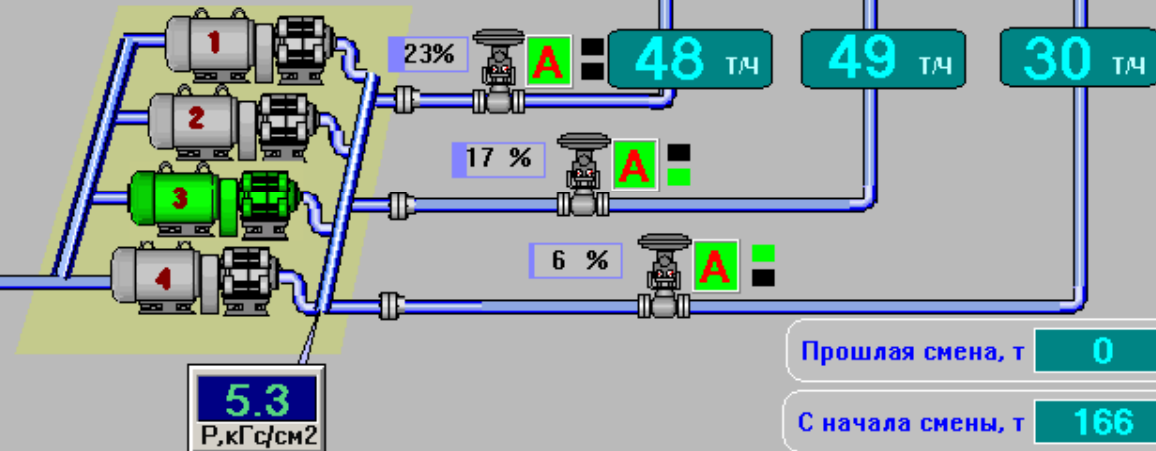 1
23%
A
48 т/ч
49 т/ч
30 т/ч
2
17 %
A
3
6 %
A
4
Прошлая смена, т 0
5.3
Р,кГс/см2
С начала смены, т 166